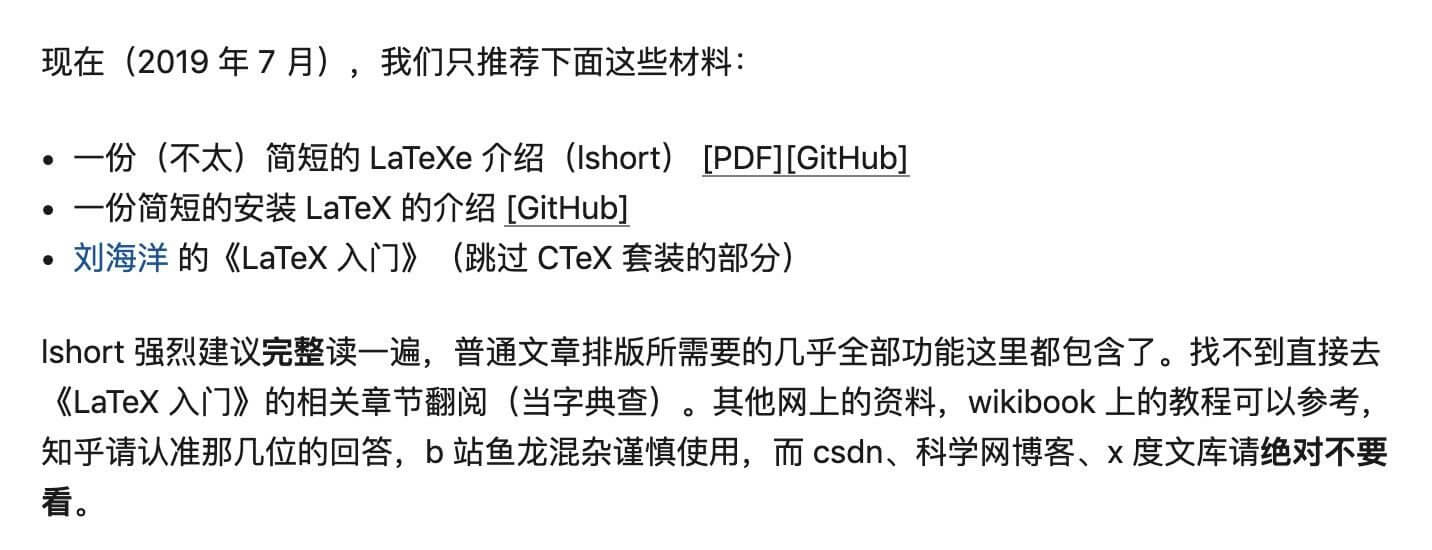 现在（2019 年 7 月），我们只推荐下面这些材料：
• 一份（不太）简短的 LaTeXe 介绍（lshort） [PDF][GitHub]
• 一份简短的安装 LaTeX 的介绍 [GitHub]
• 刘海洋 的《LaTeX 入门》（跳过 CTeX 套装的部分）
lshort 强烈建议完整读一遍，普通文章排版所需要的几乎全部功能这里都包含了。找不到直接去
《LaTeX 入门》的相关章节翻阅（当字典查）。其他网上的资料，wikibook 上的教程可以参考，
知乎请认准那几位的回答，b 站鱼龙混杂谨慎使用，而 csdn、科学网博客、x 度文库请绝对不要
看。